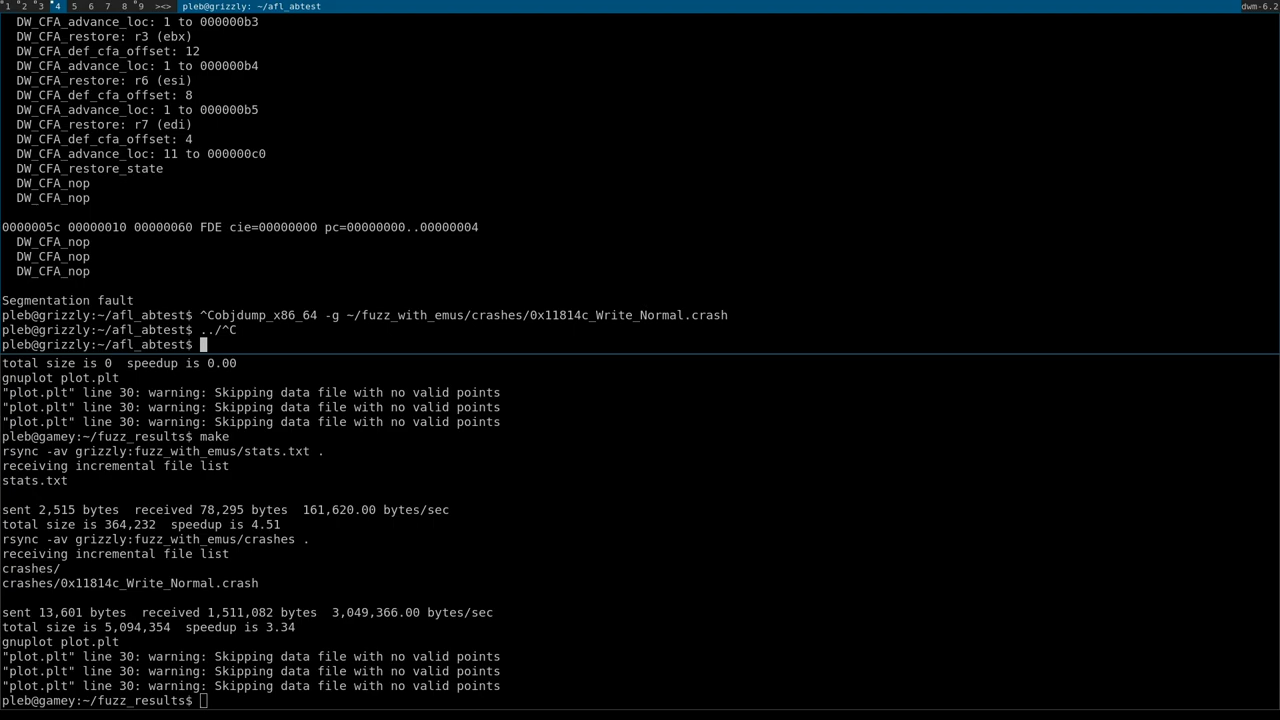 1 2 3 4 5 6 7 8 9 ><> pleb@grizzly: ~/afl_abtest dwm-6.2
DW_CFA_advance_loc: 1 to 000000b3
DW_CFA_restore: r3 (ebx)
DW_CFA_def_cfa_offset: 12
DW_CFA_advance_loc: 1 to 000000b4
DW_CFA_restore: r6 (esi)
DW_CFA_def_cfa_offset: 8
DW_CFA_advance_loc: 1 to 000000b5
DW_CFA_restore: r7 (edi)
DW_CFA_def_cfa_offset: 4
DW_CFA_advance_loc: 11 to 000000c0
DW_CFA_restore_state
DW_CFA_nop
DW_CFA_nop
0000005c 00000010 00000060 FDE cie=00000000 pc=00000000..00000004
DW_CFA_nop
DW_CFA_nop
DW_CFA_nop
Segmentation fault
pleb@grizzly:~/afl_abtest$ ^Cobjdump_x86_64 -g ~/fuzz_with_emus/crashes/0x11814c_Write_Normal.crash
pleb@grizzly:~/afl_abtest$ ../^C
pleb@grizzly:~/afl_abtest$
total size is 0  speedup is 0.00
gnuplot plot.plt
"plot.plt" line 30: warning: Skipping data file with no valid points
"plot.plt" line 30: warning: Skipping data file with no valid points
"plot.plt" line 30: warning: Skipping data file with no valid points
pleb@gamey:~/fuzz_results$ make
rsync -av grizzly:fuzz_with_emus/stats.txt .
receiving incremental file list
stats.txt
sent 2,515 bytes  received 78,295 bytes  161,620.00 bytes/sec
total size is 364,232  speedup is 4.51
rsync -av grizzly:fuzz_with_emus/crashes .
receiving incremental file list
crashes/
crashes/0x11814c_Write_Normal.crash
sent 13,601 bytes  received 1,511,082 bytes  3,049,366.00 bytes/sec
total size is 5,094,354  speedup is 3.34
gnuplot plot.plt
"plot.plt" line 30: warning: Skipping data file with no valid points
"plot.plt" line 30: warning: Skipping data file with no valid points
"plot.plt" line 30: warning: Skipping data file with no valid points
pleb@gamey:~/fuzz_results$